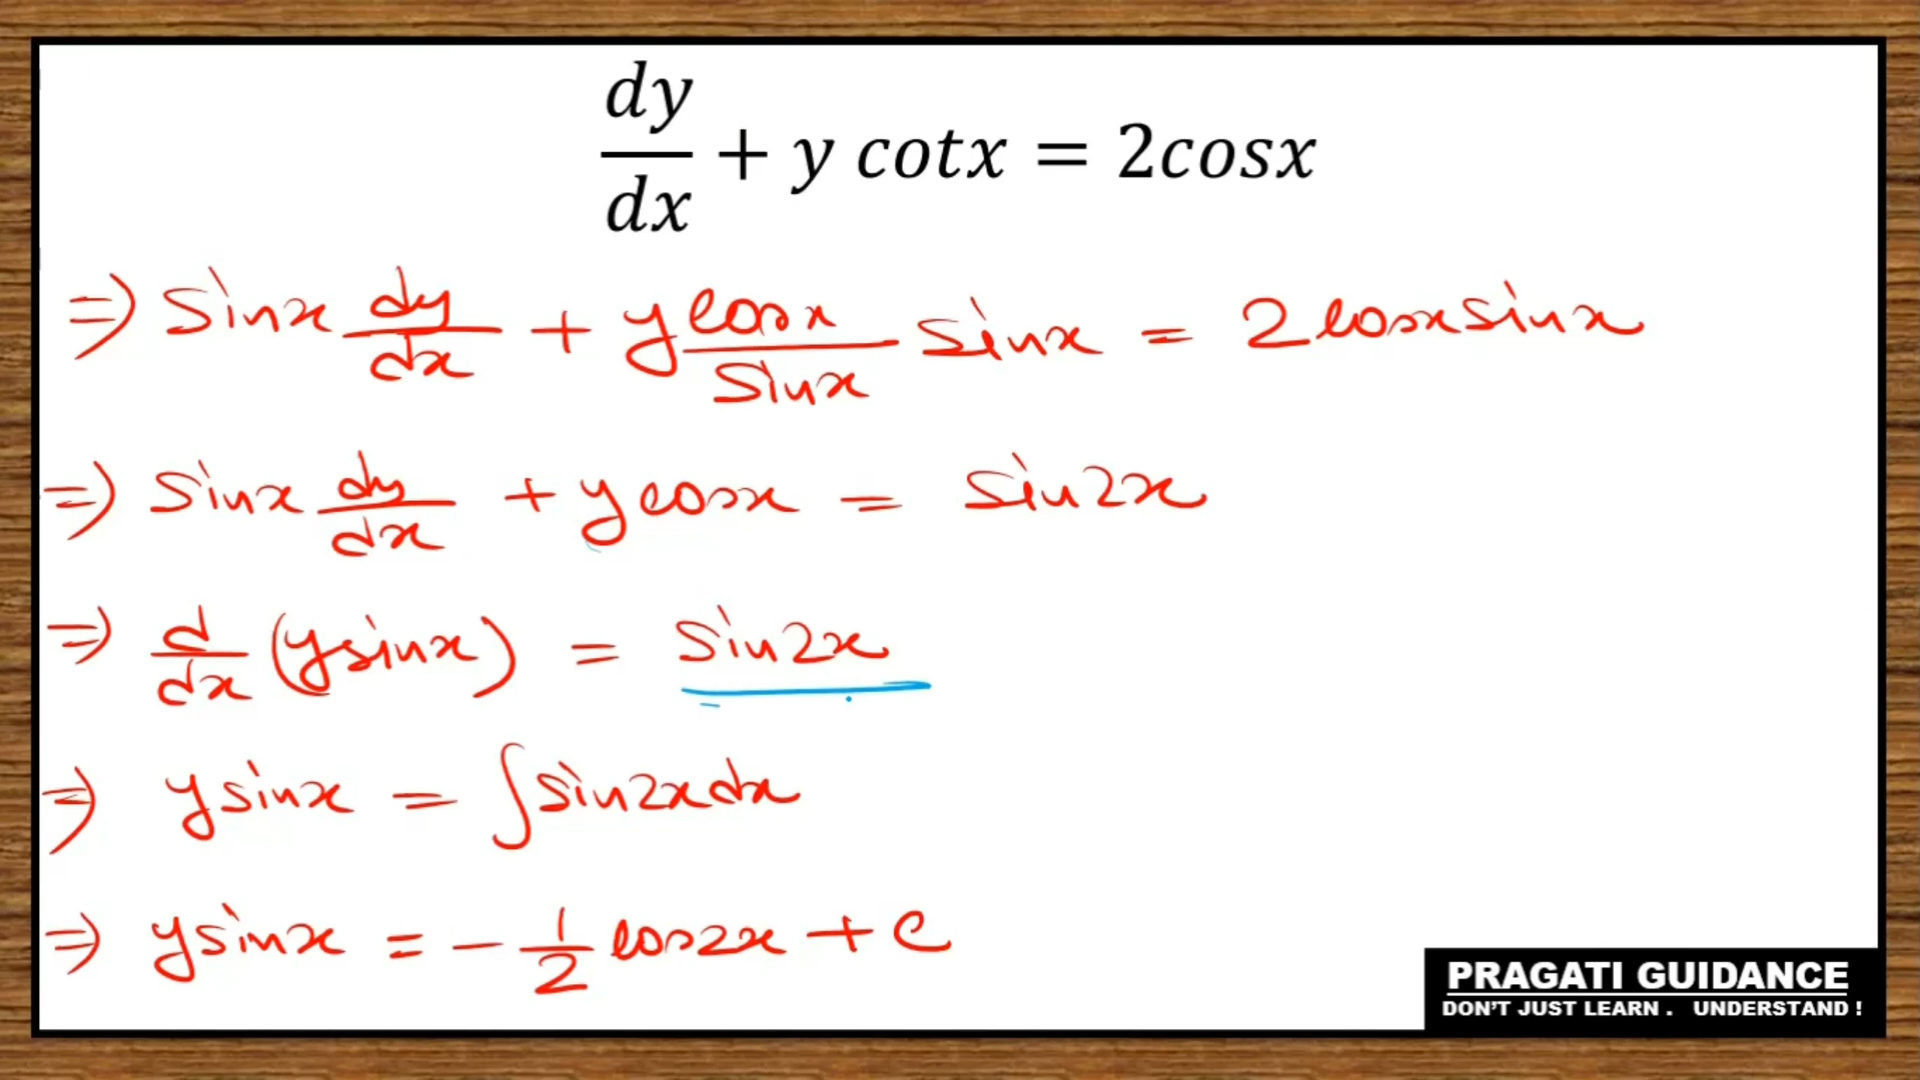 dy/dx + y cotx = 2cosx
=> sinx dy/dx + y cosx/sinx sinx = 2cosxsinx
=> sinx dy/dx + ycosx = sin2x
=> d/dx (ysinx) = sin2x
=> ysinx = ∫sin2xdx
=> ysinx = - 1/2 cos2x + c
PRAGATI GUIDANCE
DON'T JUST LEARN . UNDERSTAND !